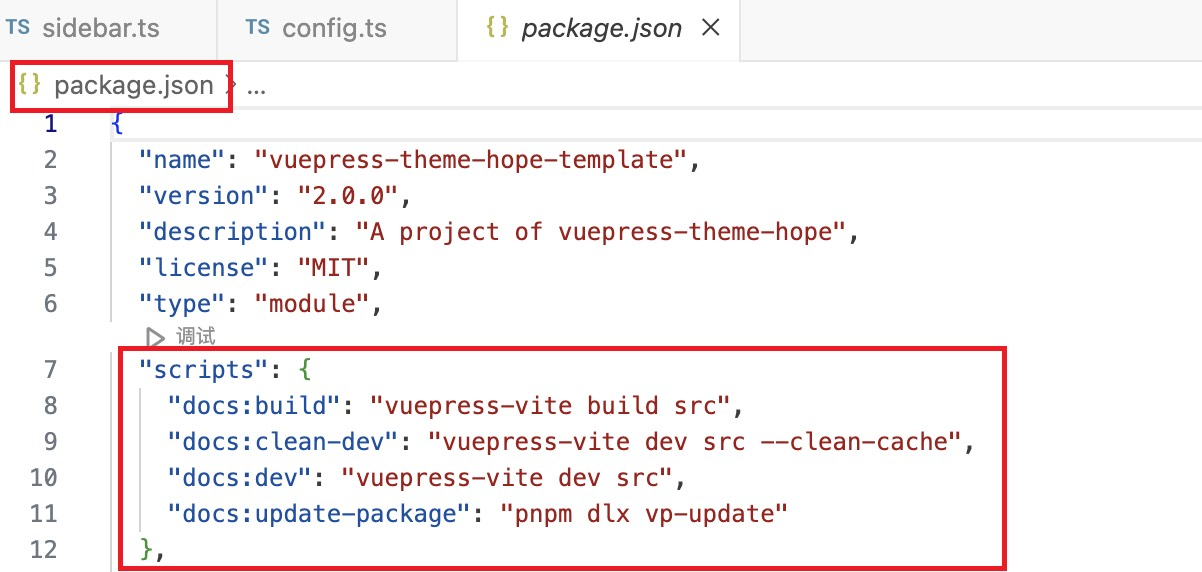 TS sidebar.ts TS config.ts {} package.json ×
{} package.json > ...
1 {
2 "name": "vuepress-theme-hope-template",
3 "version": "2.0.0",
4 "description": "A project of vuepress-theme-hope",
5 "license": "MIT",
6 "type": "module",
调试
7 "scripts": {
8 "docs:build": "vuepress-vite build src",
9 "docs:clean-dev": "vuepress-vite dev src --clean-cache",
10 "docs:dev": "vuepress-vite dev src",
11 "docs:update-package": "pnpm dlx vp-update"
12 },